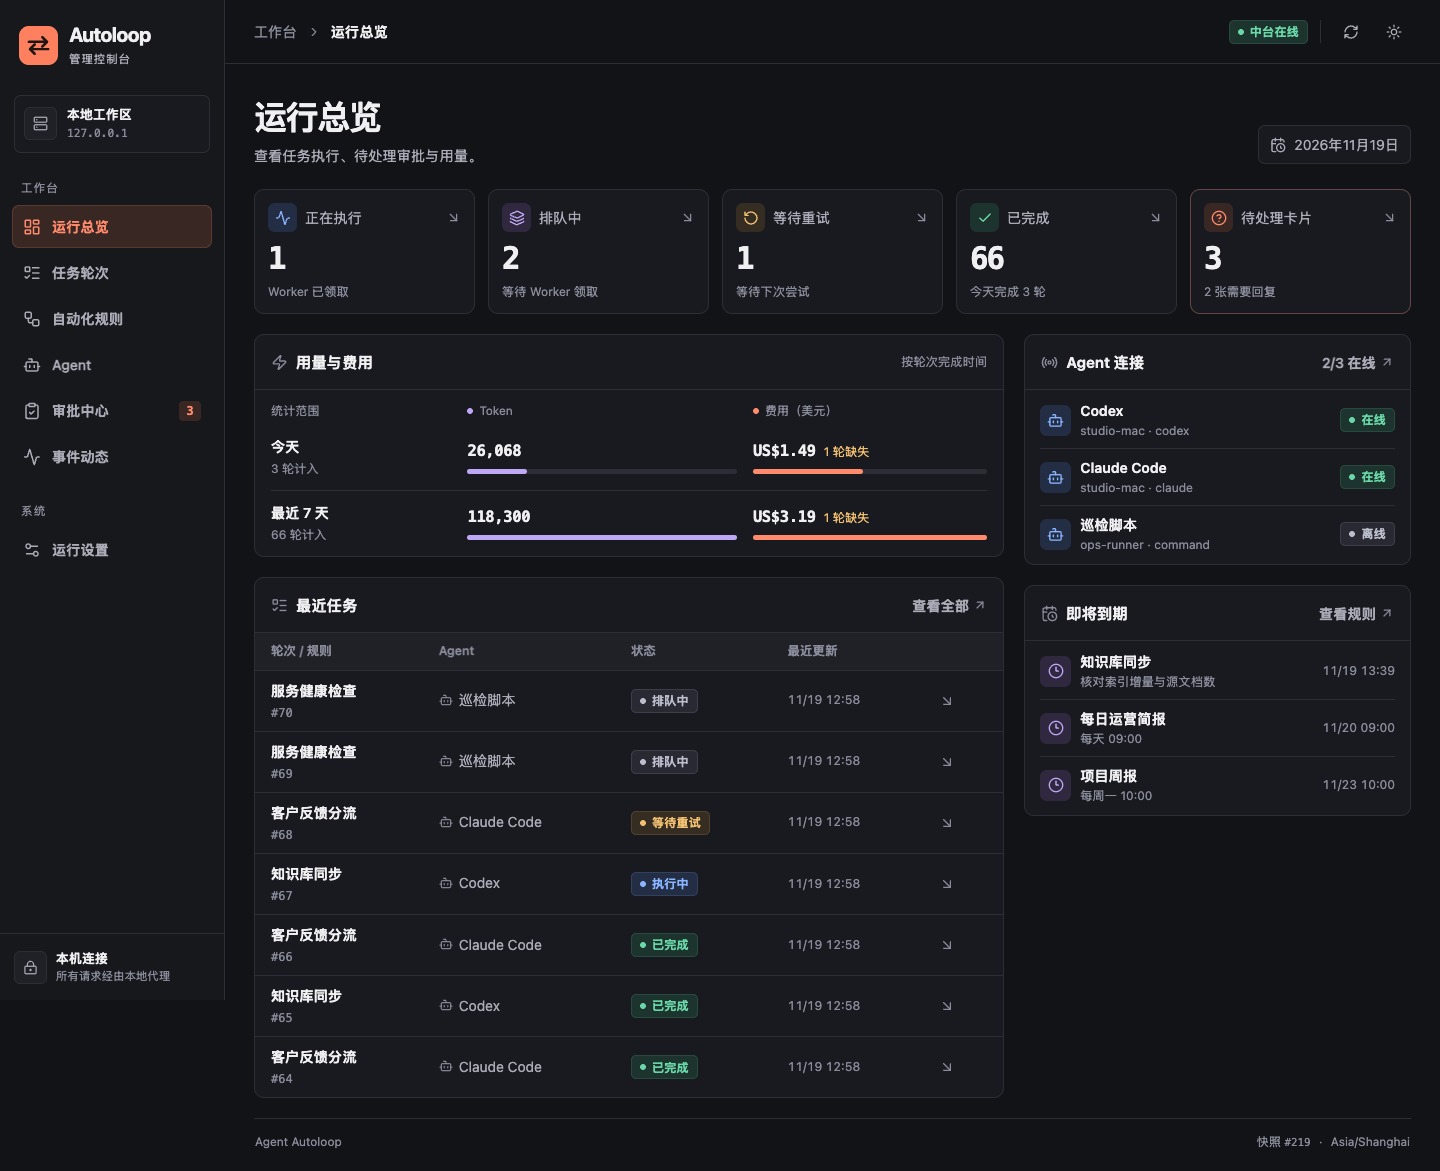 Autoloop
管理控制台
本地工作区
127.0.0.1
工作台
运行总览
任务轮次
自动化规则
Agent
审批中心 3
事件动态
系统
运行设置
本机连接
所有请求经由本地代理
工作台 运行总览
中台在线
运行总览
查看任务执行、待处理审批与用量。
2026年11月19日
正在执行
1
Worker 已领取
排队中
2
等待 Worker 领取
等待重试
1
等待下次尝试
已完成
66
今天完成 3 轮
待处理卡片
3
2 张需要回复
用量与费用 按轮次完成时间
统计范围 Token 费用（美元）
今天
3 轮计入
26,068
US$1.49 1 轮缺失
最近 7 天
66 轮计入
118,300
US$3.19 1 轮缺失
最近任务 查看全部
轮次 / 规则 Agent 状态 最近更新
服务健康检查
#70
巡检脚本 排队中 11/19 12:58
服务健康检查
#69
巡检脚本 排队中 11/19 12:58
客户反馈分流
#68
Claude Code 等待重试 11/19 12:58
知识库同步
#67
Codex 执行中 11/19 12:58
客户反馈分流
#66
Claude Code 已完成 11/19 12:58
知识库同步
#65
Codex 已完成 11/19 12:58
客户反馈分流
#64
Claude Code 已完成 11/19 12:58
Agent 连接 2/3 在线
Codex
studio-mac · codex
在线
Claude Code
studio-mac · claude
在线
巡检脚本
ops-runner · command
离线
即将到期 查看规则
知识库同步
核对索引增量与源文档数
11/19 13:39
每日运营简报
每天 09:00
11/20 09:00
项目周报
每周一 10:00
11/23 10:00
Agent Autoloop
快照 #219 · Asia/Shanghai